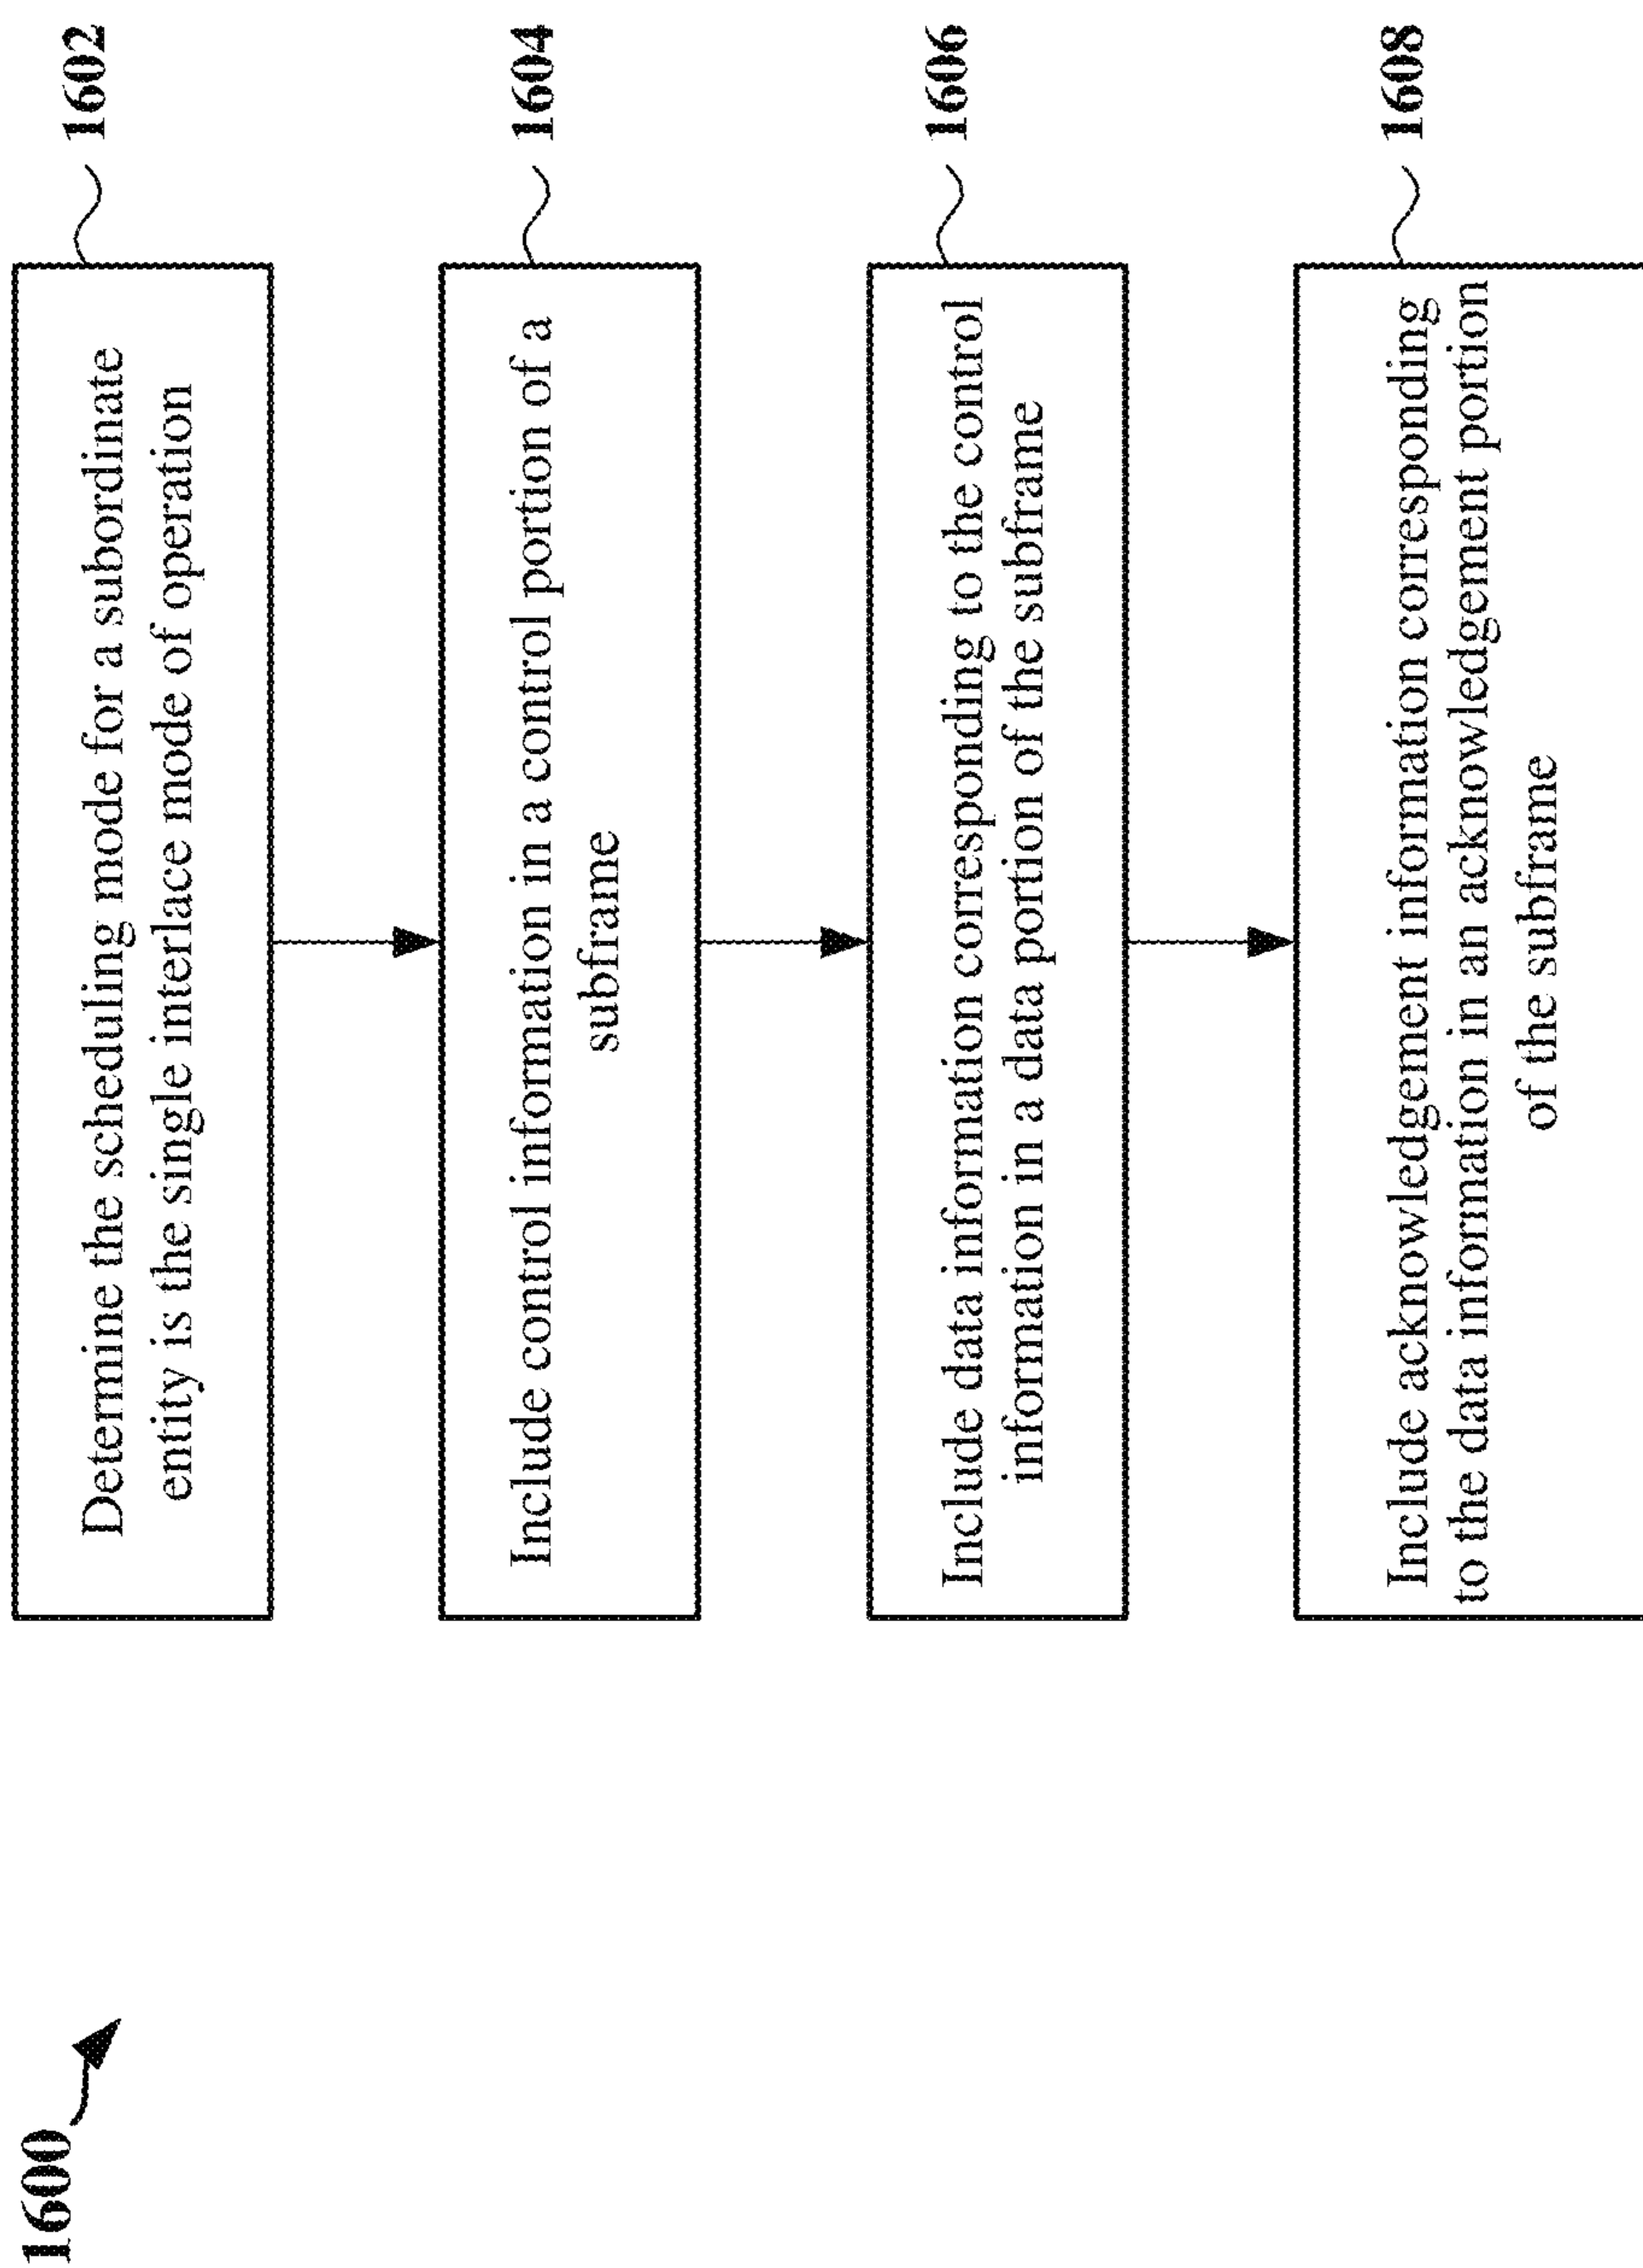 1600
Determine the scheduling mode for a subordinate
entity is the single interlace mode of operation
1602
Include control information in a control portion of a
subframe
1604
Include data information corresponding to the control
information in a data portion of the subframe
1606
Include acknowledgement information corresponding
to the data information in an acknowledgement portion
of the subframe
1608